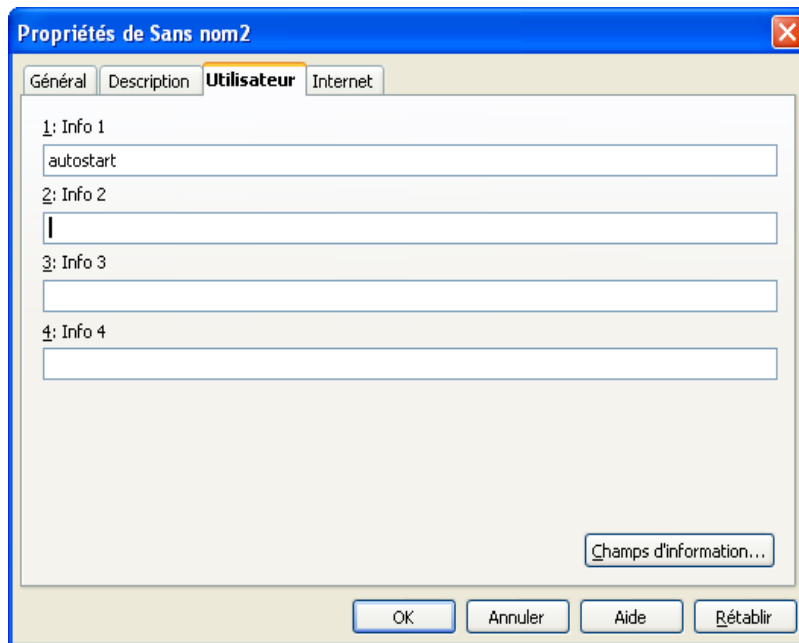 Propriétés de Sans nom2
Général Description Utilisateur Internet
1: Info 1
autostart
2: Info 2
3: Info 3
4: Info 4
Champs d'information...
OK Annuler Aide Rétablir